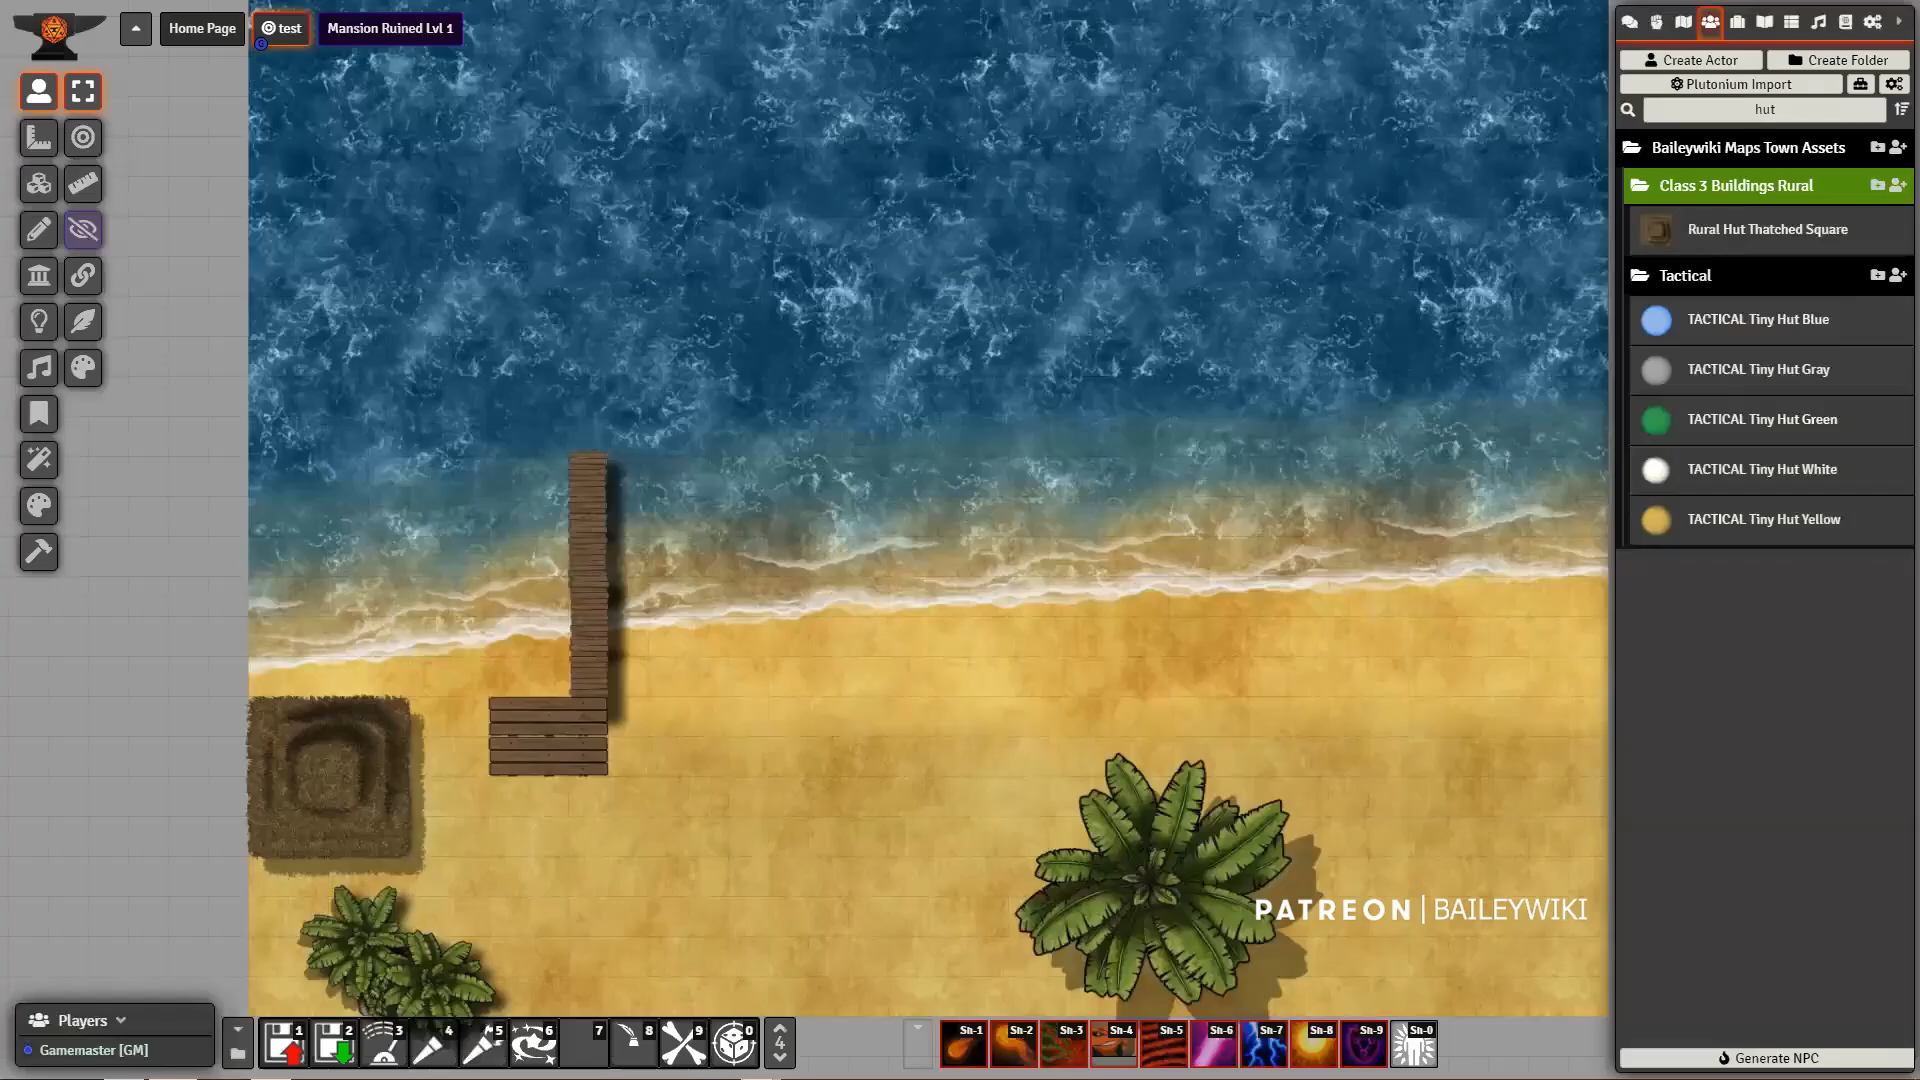 Home Page
test
Mansion Ruined Lvl 1
Create Actor
Create Folder
Plutonium Import
hut
Baileywiki Maps Town Assets
Class 3 Buildings Rural
Rural Hut Thatched Square
Tactical
TACTICAL Tiny Hut Blue
TACTICAL Tiny Hut Gray
TACTICAL Tiny Hut Green
TACTICAL Tiny Hut White
TACTICAL Tiny Hut Yellow
PATREON | BAILEYWIKI
Players
Gamemaster [GM]
1 2 3 4 5 6 7 8 9 0
4
Sh-1 Sh-2 Sh-3 Sh-4 Sh-5 Sh-6 Sh-7 Sh-8 Sh-9 Sh-0
Generate NPC